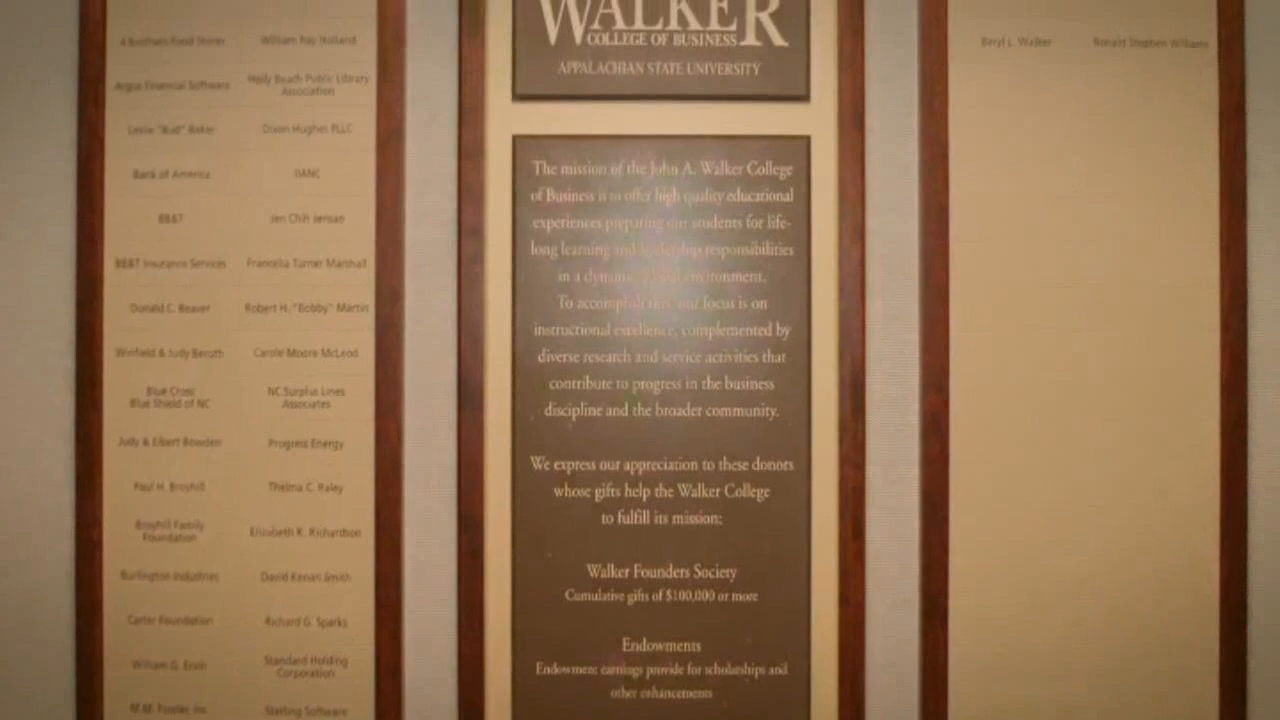 William Ray Holland
Argus Financial Software
Holly Beach Public Library
Association
Leslie "Bud" Baker
Dixon Hughes PLLC
Bank of America
IIANC
BB&T
Jen Chih Jensan
BB&T Insurance Services
Francelia Turner Marshall
Donald C. Beaver
Robert H. "Bobby" Martin
Winfield & Judy Beroth
Carole Moore McLeod
Blue Cross
Blue Shield of NC
NC Surplus Lines
Associates
Judy & Elbert Bowden
Progress Energy
Paul H. Broyhill
Thelma C. Raley
Broyhill Family
Foundation
Elizabeth K. Richardson
Burlington Industries
David Kenan Smith
Carter Foundation
Richard G. Sparks
William G. Ervin
Standard Holding
Corporation
Sterling Software
WALKER
COLLEGE OF BUSINESS
APPALACHIAN STATE UNIVERSITY
The mission of the John A. Walker College
of Business is to offer high quality educational
experiences preparing our students for life-
long learning and leadership responsibilities
in a dynamic global environment.
To accomplish this, our focus is on
instructional excellence, complemented by
diverse research and service activities that
contribute to progress in the business
discipline and the broader community.
We express our appreciation to these donors
whose gifts help the Walker College
to fulfill its mission:
Walker Founders Society
Cumulative gifts of $100,000 or more
Endowments
Endowment earnings provide for scholarships and
other enhancements
Beryl L. Walker
Ronald Stephen Williams